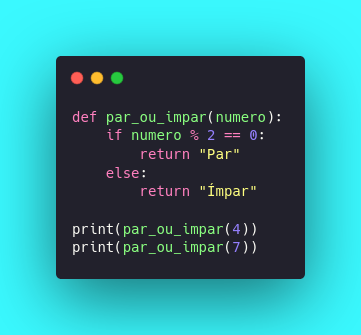 def par_ou_impar(numero):
    if numero % 2 == 0:
        return "Par"
    else:
        return "Ímpar"

print(par_ou_impar(4))
print(par_ou_impar(7))